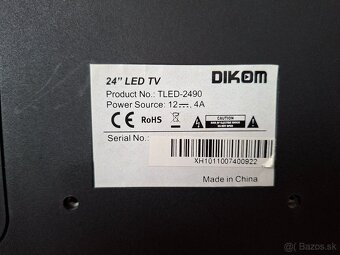 24" LED TV
DIKOM
Product No.: TLED-2490
Power Source: 12⎓, 4A
CE RoHS
CAUTION
Serial No.:
XH1011007400922
Made in China
bazos.sk